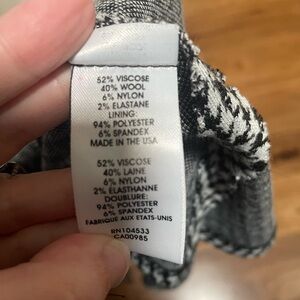 52% VISCOSE
40% WOOL
6% NYLON
2% ELASTANE
LINING:
94% POLYESTER
6% SPANDEX
MADE IN THE USA
52% VISCOSE
40% LAINE
6% NYLON
2% ELASTHANNE
DOUBLURE:
94% POLYESTER
6% SPANDEX
FABRIQUE AUX ETATS-UNIS
RN104533
CA00985